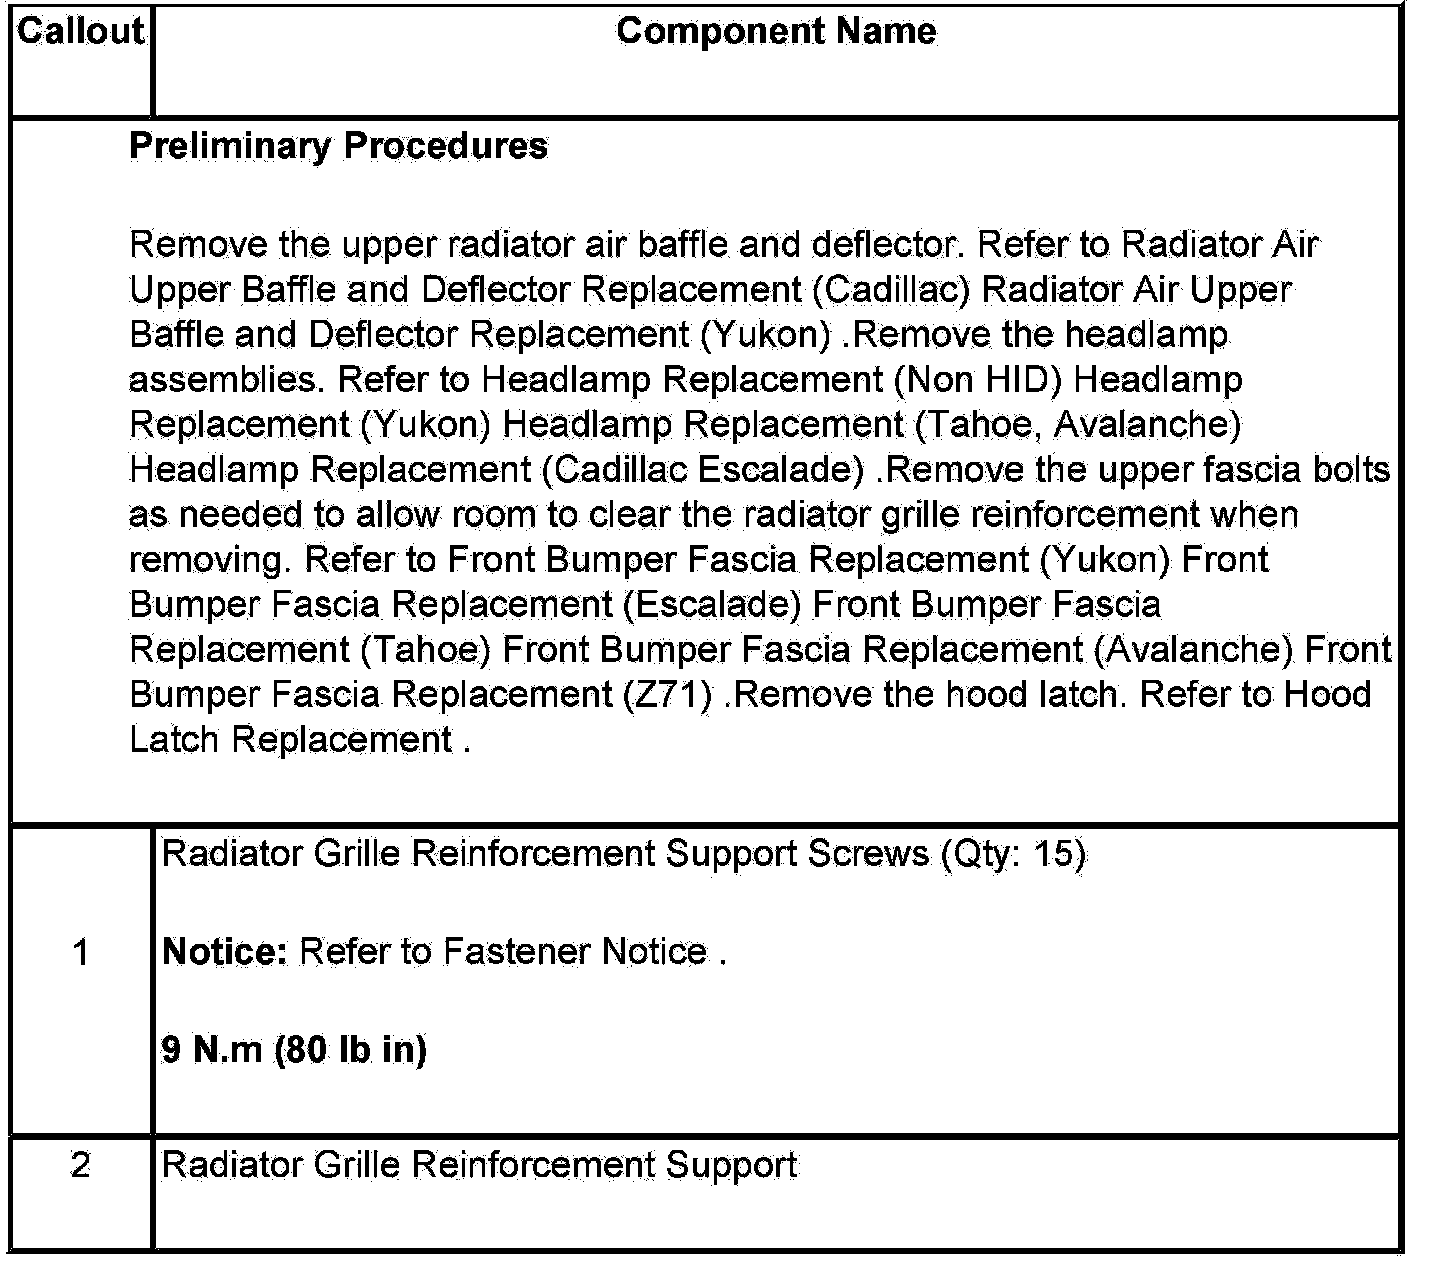 Callout Component Name
Preliminary Procedures
Remove the upper radiator air baffle and deflector. Refer to Radiator Air
Upper Baffle and Deflector Replacement (Cadillac) Radiator Air Upper
Baffle and Deflector Replacement (Yukon) .Remove the headlamp
assemblies. Refer to Headlamp Replacement (Non HID) Headlamp
Replacement (Yukon) Headlamp Replacement (Tahoe, Avalanche)
Headlamp Replacement (Cadillac Escalade) .Remove the upper fascia bolts
as needed to allow room to clear the radiator grille reinforcement when
removing. Refer to Front Bumper Fascia Replacement (Yukon) Front
Bumper Fascia Replacement (Escalade) Front Bumper Fascia
Replacement (Tahoe) Front Bumper Fascia Replacement (Avalanche) Front
Bumper Fascia Replacement (Z71) .Remove the hood latch. Refer to Hood
Latch Replacement .
Radiator Grille Reinforcement Support Screws (Qty: 15)
1 Notice: Refer to Fastener Notice .
9 N.m (80 lb in)
2 Radiator Grille Reinforcement Support